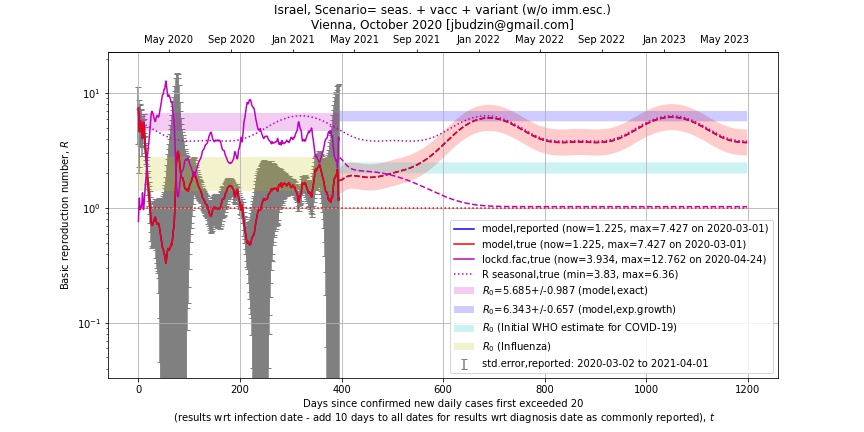 Israel, Scenario= seas. + vacc + variant (w/o imm.esc.)
Vienna, October 2020 [jbudzin@gmail.com]
May 2020 Sep 2020 Jan 2021 May 2021 Sep 2021 Jan 2022 May 2022 Sep 2022 Jan 2023 May 2023
Basic reproduction number, R
10¹
10⁰
10⁻¹
model,reported (now=1.225, max=7.427 on 2020-03-01)
model,true (now=1.225, max=7.427 on 2020-03-01)
lockd.fac,true (now=3.934, max=12.762 on 2020-04-24)
R seasonal,true (min=3.83, max=6.36)
R₀=5.685+/-0.987 (model,exact)
R₀=6.343+/-0.657 (model,exp.growth)
R₀ (Initial WHO estimate for COVID-19)
R₀ (Influenza)
std.error,reported: 2020-03-02 to 2021-04-01
0 200 400 600 800 1000 1200
Days since confirmed new daily cases first exceeded 20
(results wrt infection date - add 10 days to all dates for results wrt diagnosis date as commonly reported), t